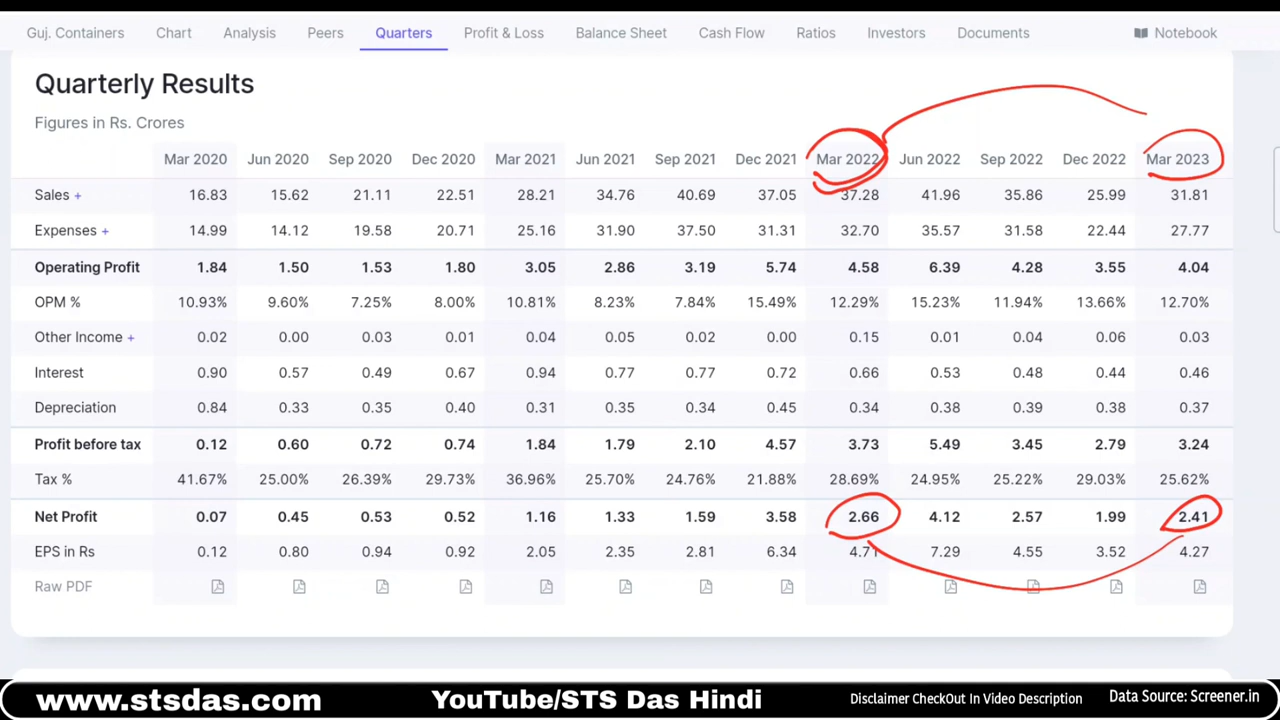 Guj. Containers Chart Analysis Peers Quarters Profit & Loss Balance Sheet Cash Flow Ratios Investors Documents Notebook
Quarterly Results
Figures in Rs. Crores
Mar 2020 Jun 2020 Sep 2020 Dec 2020 Mar 2021 Jun 2021 Sep 2021 Dec 2021 Mar 2022 Jun 2022 Sep 2022 Dec 2022 Mar 2023
Sales + 16.83 15.62 21.11 22.51 28.21 34.76 40.69 37.05 37.28 41.96 35.86 25.99 31.81
Expenses + 14.99 14.12 19.58 20.71 25.16 31.90 37.50 31.31 32.70 35.57 31.58 22.44 27.77
Operating Profit 1.84 1.50 1.53 1.80 3.05 2.86 3.19 5.74 4.58 6.39 4.28 3.55 4.04
OPM % 10.93% 9.60% 7.25% 8.00% 10.81% 8.23% 7.84% 15.49% 12.29% 15.23% 11.94% 13.66% 12.70%
Other Income + 0.02 0.00 0.03 0.01 0.04 0.05 0.02 0.00 0.15 0.01 0.04 0.06 0.03
Interest 0.90 0.57 0.49 0.67 0.94 0.77 0.77 0.72 0.66 0.53 0.48 0.44 0.46
Depreciation 0.84 0.33 0.35 0.40 0.31 0.35 0.34 0.45 0.34 0.38 0.39 0.38 0.37
Profit before tax 0.12 0.60 0.72 0.74 1.84 1.79 2.10 4.57 3.73 5.49 3.45 2.79 3.24
Tax % 41.67% 25.00% 26.39% 29.73% 36.96% 25.70% 24.76% 21.88% 28.69% 24.95% 25.22% 29.03% 25.62%
Net Profit 0.07 0.45 0.53 0.52 1.16 1.33 1.59 3.58 2.66 4.12 2.57 1.99 2.41
EPS in Rs 0.12 0.80 0.94 0.92 2.05 2.35 2.81 6.34 4.71 7.29 4.55 3.52 4.27
Raw PDF
www.stsdas.com YouTube/STS Das Hindi Disclaimer CheckOut In Video Description Data Source: Screener.in